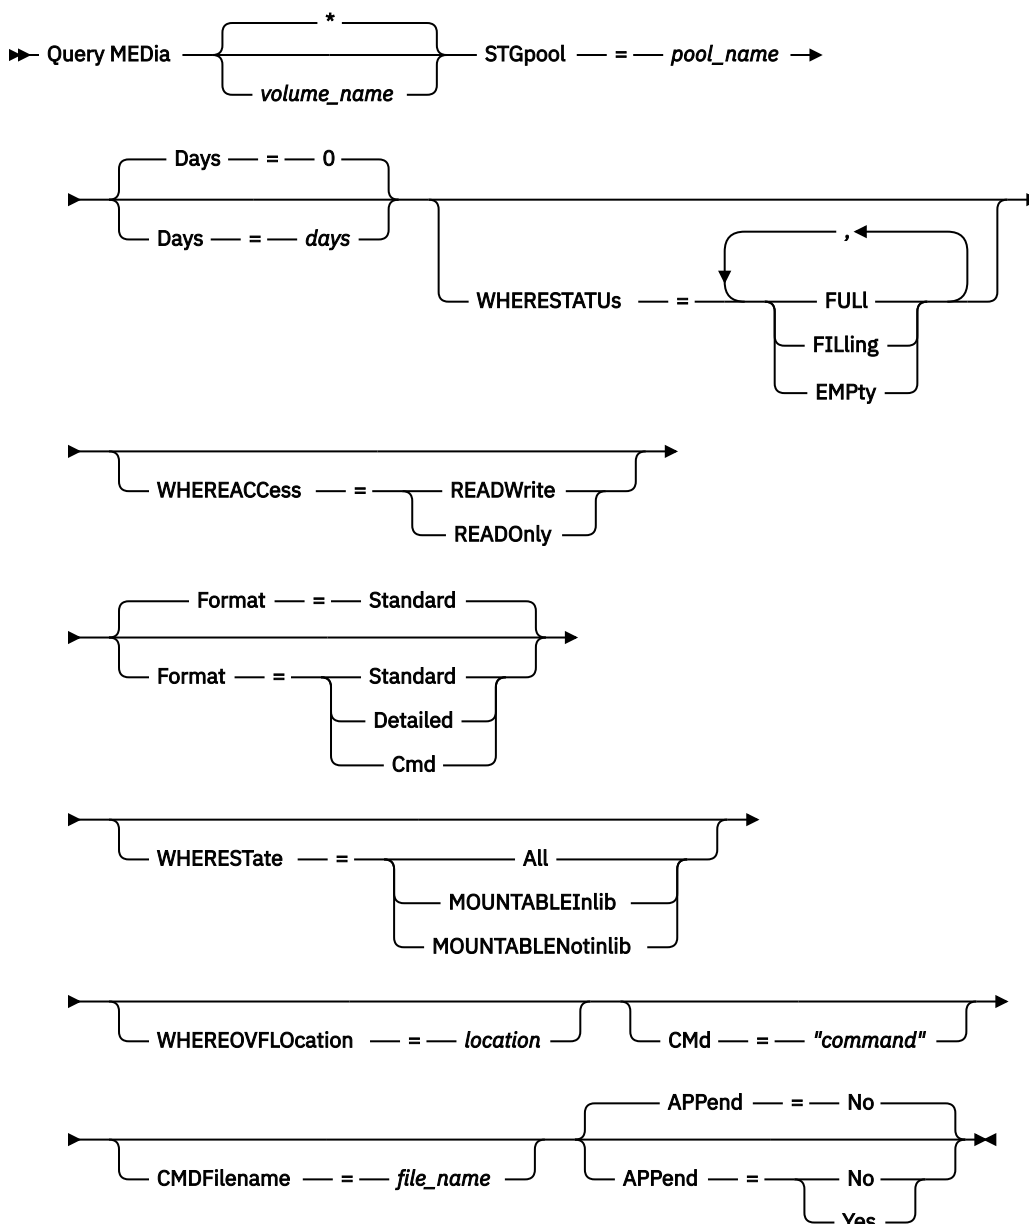 *
Query MEDia STGpool = pool_name
volume_name
Days = 0
Days = days
,
WHERESTATUs = FULl
FILling
EMPty
WHEREACCess = READWrite
READOnly
Format = Standard
Format = Standard
Detailed
Cmd
WHERESTate = All
MOUNTABLEInlib
MOUNTABLENotinlib
WHEREOVFLOcation = location CMd = "command"
APPend = No
CMDFilename = file_name APPend = No
Yes